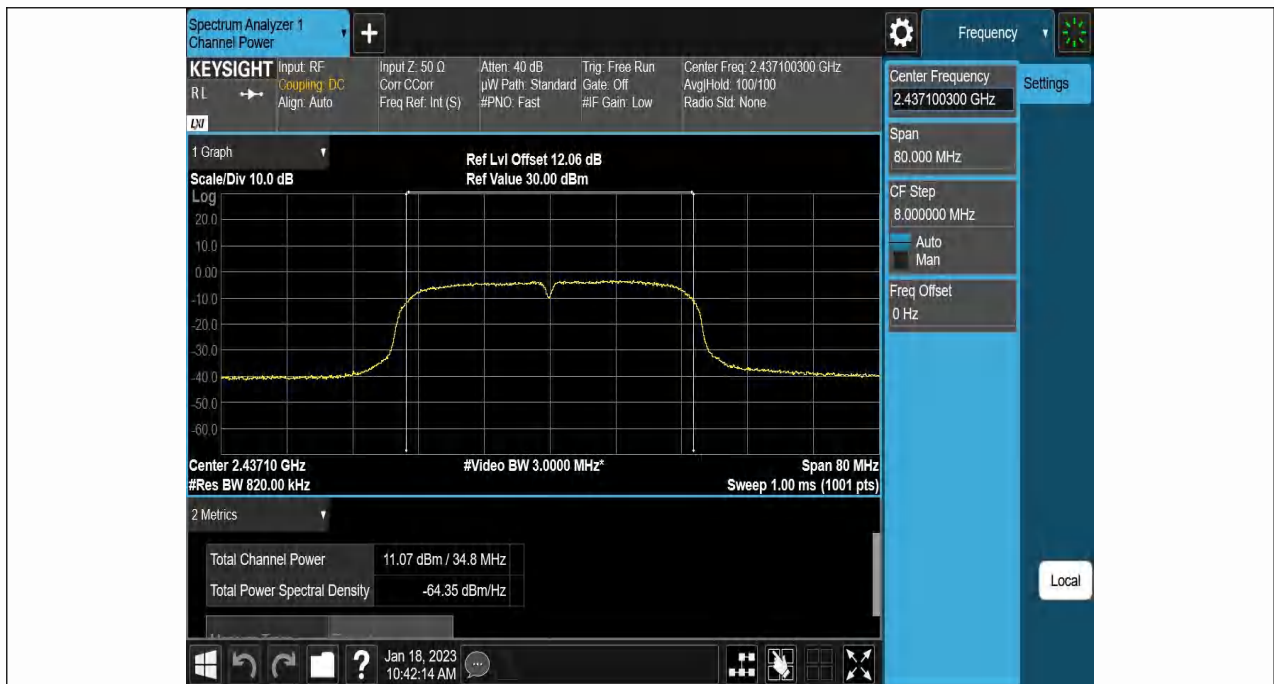 Spectrum Analyzer 1
Channel Power
+
Frequency
KEYSIGHT
RL
LXI
Input: RF
Coupling: DC
Align: Auto
Input Z: 50 Ω
Corr CCorr
Freq Ref: Int (S)
Atten: 40 dB
µW Path: Standard
#PNO: Fast
Trig: Free Run
Gate: Off
#IF Gain: Low
Center Freq: 2.437100300 GHz
Avg|Hold: 100/100
Radio Std: None
Center Frequency
2.437100300 GHz
Settings
Span
80.000 MHz
CF Step
8.000000 MHz
Auto
Man
Freq Offset
0 Hz
1 Graph
Ref Lvl Offset 12.06 dB
Scale/Div 10.0 dB
Ref Value 30.00 dBm
Log
20.0
10.0
0.00
-10.0
-20.0
-30.0
-40.0
-50.0
-60.0
Center 2.43710 GHz
#Video BW 3.0000 MHz*
Span 80 MHz
#Res BW 820.00 kHz
Sweep 1.00 ms (1001 pts)
2 Metrics
Total Channel Power 11.07 dBm / 34.8 MHz
Total Power Spectral Density -64.35 dBm/Hz
Local
?
Jan 18, 2023
10:42:14 AM